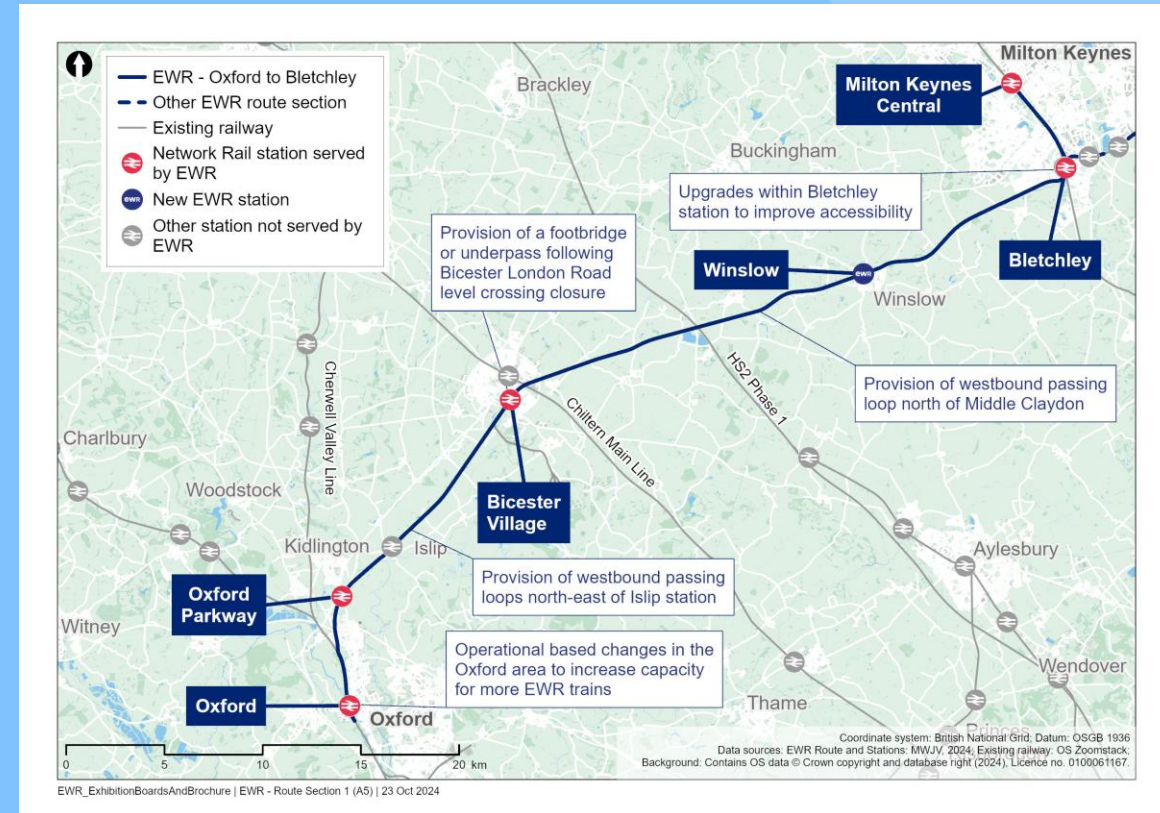 EWR - Oxford to Bletchley
Other EWR route section
Existing railway
Network Rail station served
by EWR
EWR
New EWR station
Other station not served by
EWR
Brackley
Milton Keynes
Milton Keynes
Central
Buckingham
Upgrades within Bletchley
station to improve accessibility
Provision of a footbridge
or underpass following
Bicester London Road
level crossing closure
Winslow
EWR
Bletchley
Winslow
HS2 Phase 1
Provision of westbound passing
loop north of Middle Claydon
Cherwell Valley Line
Chiltern Main Line
Charlbury
Woodstock
Bicester
Village
Kidlington
Islip
Aylesbury
Provision of westbound passing
loops north-east of Islip station
Oxford
Parkway
Witney
Operational based changes in the
Oxford area to increase capacity
for more EWR trains
Wendover
Oxford
Oxford
Thame
Princes
Coordinate system: British National Grid; Datum: OSGB 1936
Data sources: EWR Route and Stations: MWJV, 2024; Existing railway: OS Zoomstack;
Background: Contains OS data © Crown copyright and database right (2024), Licence no. 0100061167.
0 5 10 15 20 km
EWR_ExhibitionBoardsAndBrochure | EWR - Route Section 1 (A5) | 23 Oct 2024